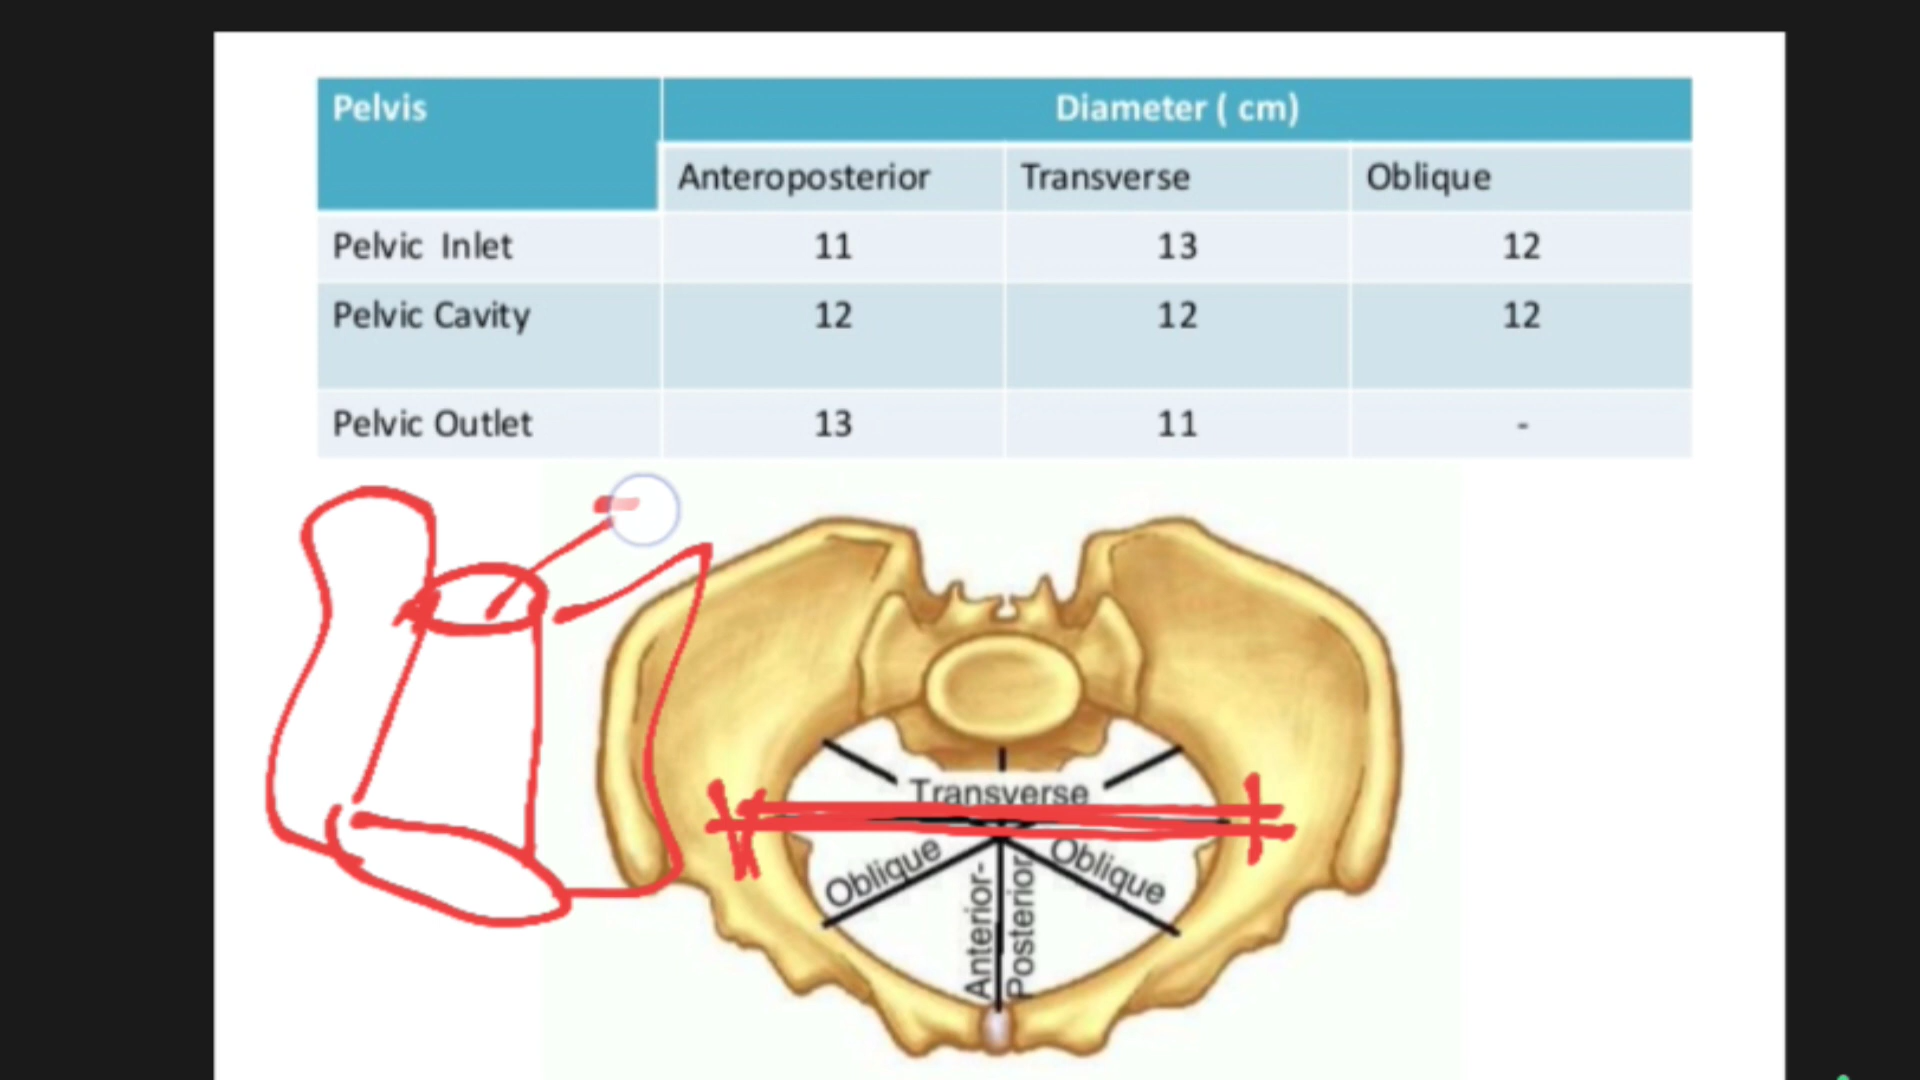 Pelvis Diameter ( cm)
Anteroposterior Transverse Oblique
Pelvic Inlet 11 13 12
Pelvic Cavity 12 12 12
Pelvic Outlet 13 11 -
Transverse
Oblique Oblique
Anterior-
Posterior